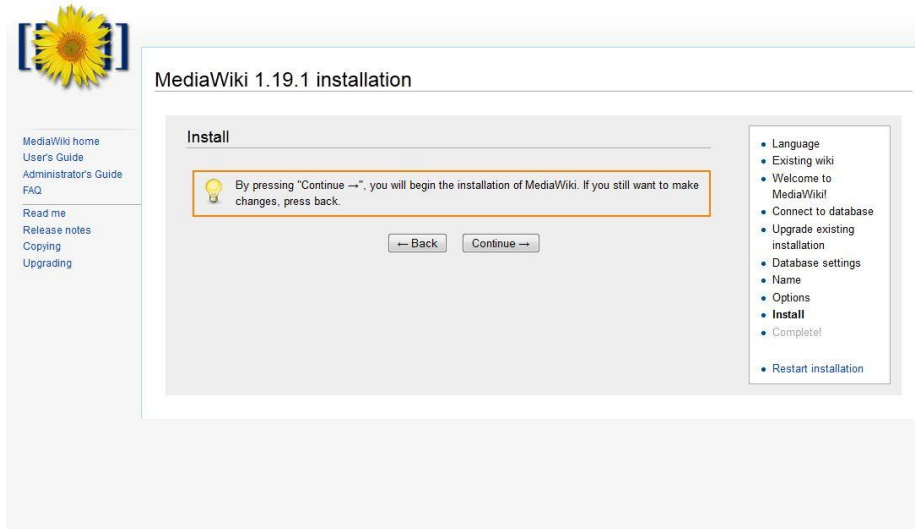 MediaWiki 1.19.1 installation
MediaWiki home
User's Guide
Administrator's Guide
FAQ
Read me
Release notes
Copying
Upgrading
Install
By pressing "Continue →", you will begin the installation of MediaWiki. If you still want to make
changes, press back.
← Back
Continue →
Language
Existing wiki
Welcome to
MediaWiki!
Connect to database
Upgrade existing
installation
Database settings
Name
Options
Install
Complete!
Restart installation